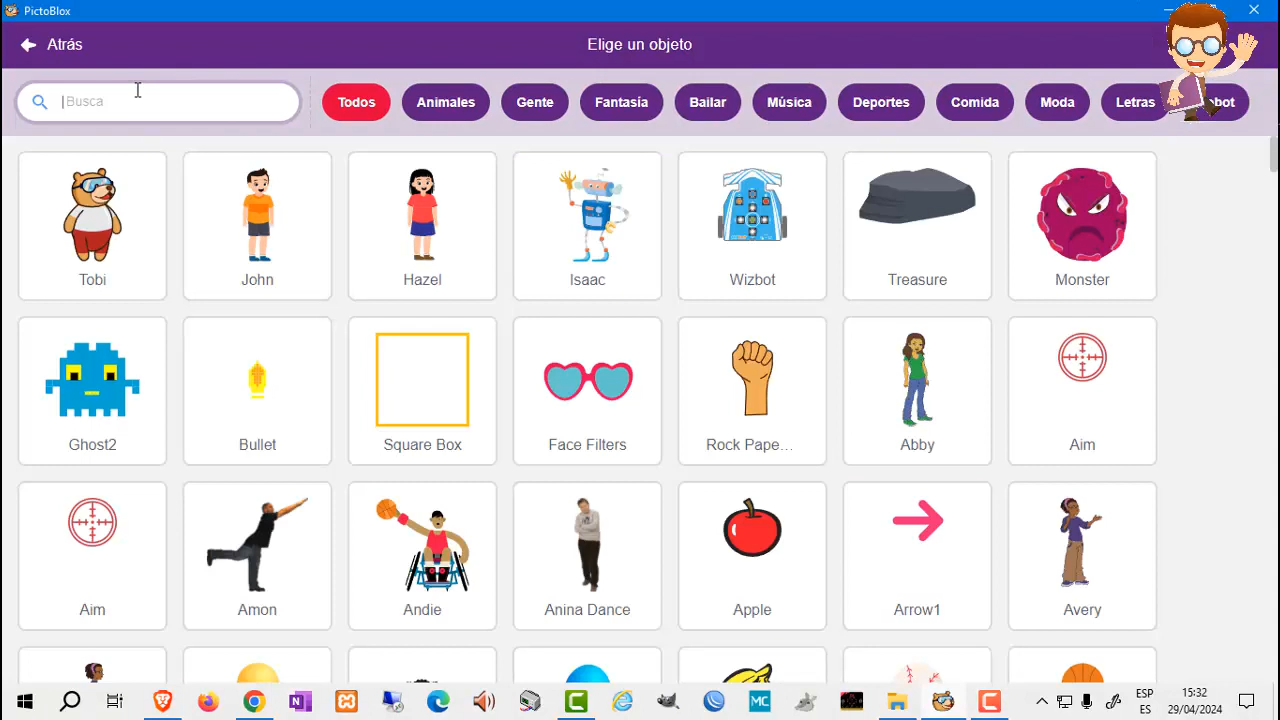 PictoBlox
Atrás
Elige un objeto
Busca
Todos
Animales
Gente
Fantasía
Bailar
Música
Deportes
Comida
Moda
Letras
Tobi
John
Hazel
Isaac
Wizbot
Treasure
Monster
Ghost2
Bullet
Square Box
Face Filters
Rock Pape...
Abby
Aim
Aim
Amon
Andie
Anina Dance
Apple
Arrow1
Avery
MC
ESP
ES
15:32
29/04/2024